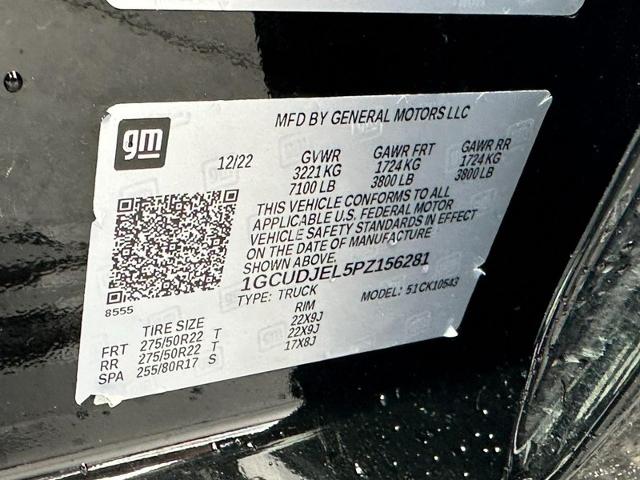 gm
MFD BY GENERAL MOTORS LLC
12/22 GVWR GAWR FRT GAWR RR
3221 KG 1724 KG 1724 KG
7100 LB 3800 LB 3800 LB
THIS VEHICLE CONFORMS TO ALL
APPLICABLE U.S. FEDERAL MOTOR
VEHICLE SAFETY STANDARDS IN EFFECT
ON THE DATE OF MANUFACTURE
SHOWN ABOVE.
1GCUDJEL5PZ156281
TYPE: TRUCK MODEL: 51CK10543
8555
TIRE SIZE RIM
FRT 275/50R22 T 22X9J
RR 275/50R22 T 22X9J
SPA 255/80R17 S 17X8J